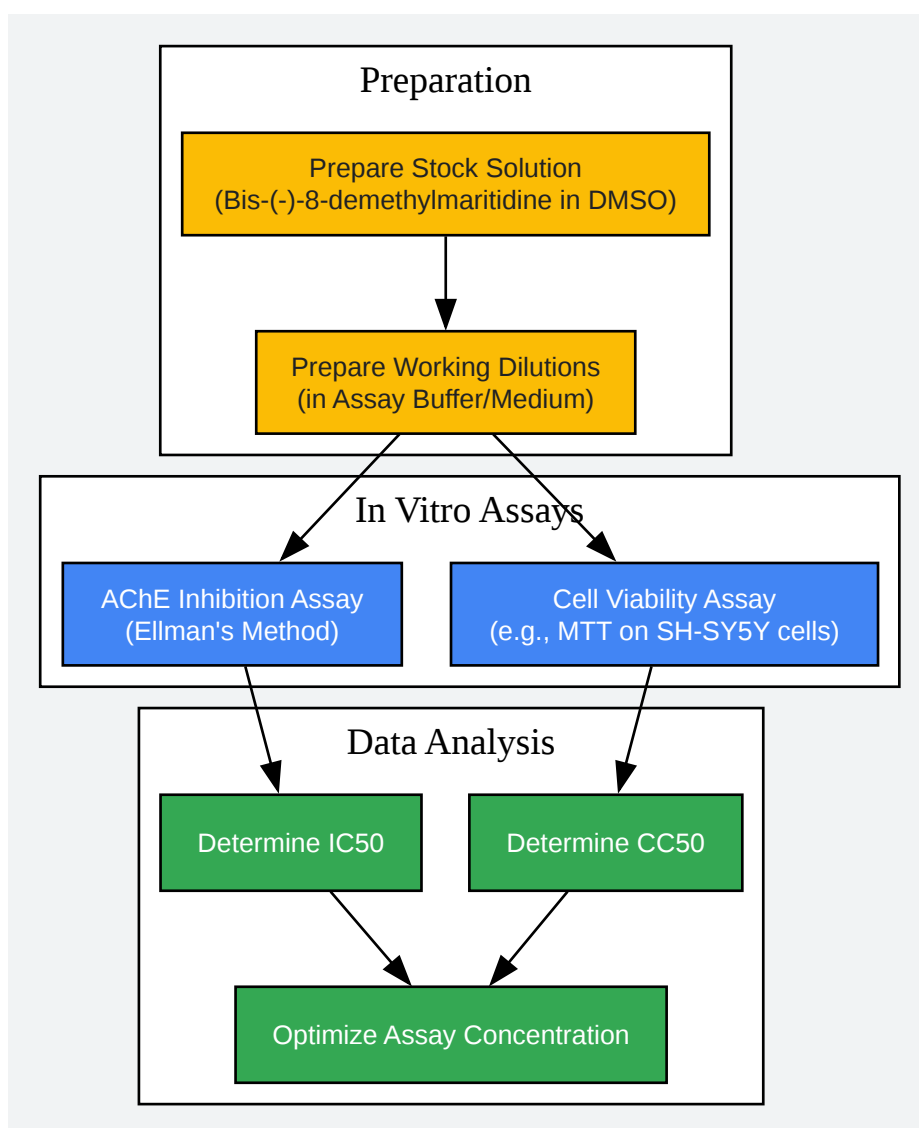 Preparation
Prepare Stock Solution
(Bis-(-)-8-demethylmaritidine in DMSO)
Prepare Working Dilutions
(in Assay Buffer/Medium)
In Vitro Assays
AChE Inhibition Assay
(Ellman's Method)
Cell Viability Assay
(e.g., MTT on SH-SY5Y cells)
Data Analysis
Determine IC50
Determine CC50
Optimize Assay Concentration